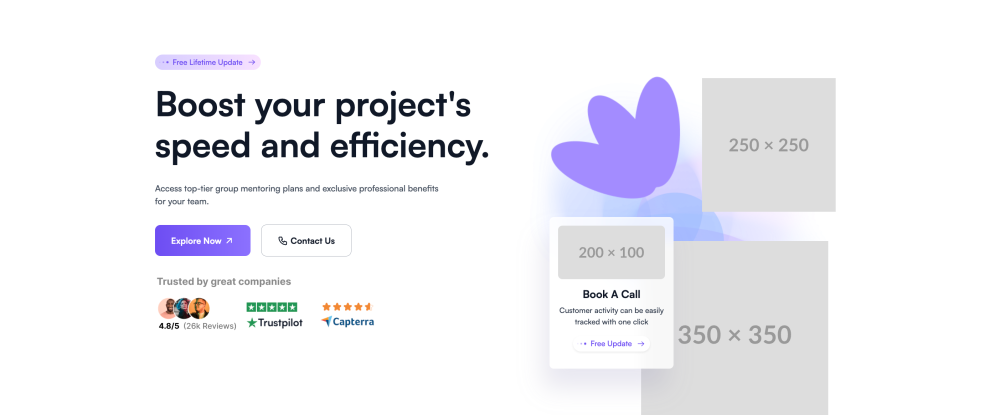 Free Lifetime Update
Boost your project's
speed and efficiency.
Access top-tier group mentoring plans and exclusive professional benefits
for your team.
Explore Now
Contact Us
Trusted by great companies
4.8/5 (26k Reviews)
Trustpilot
Capterra
250 × 250
200 × 100
Book A Call
Customer activity can be easily
tracked with one click
Free Update
350 × 350